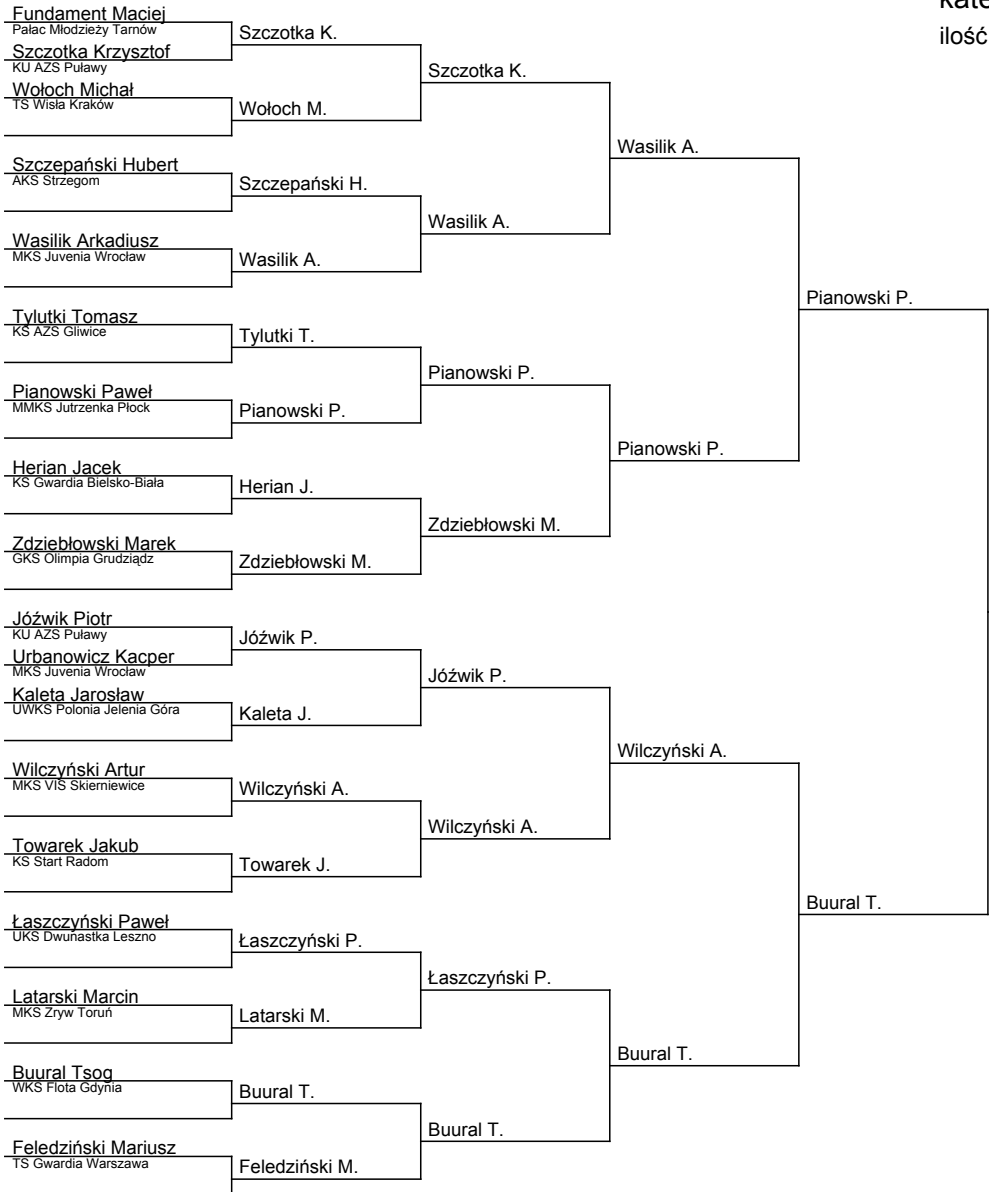 kate
ilość
Fundament Maciej
Pałac Młodzieży Tarnów
Szczotka K.
Szczotka Krzysztof
KU AZS Puławy
Szczotka K.
Wołoch Michał
TS Wisła Kraków
Wołoch M.
Wasilik A.
Szczepański Hubert
AKS Strzegom
Szczepański H.
Wasilik A.
Wasilik Arkadiusz
MKS Juvenia Wrocław
Wasilik A.
Pianowski P.
Tylutki Tomasz
KS AZS Gliwice
Tylutki T.
Pianowski P.
Pianowski Paweł
MMKS Jutrzenka Płock
Pianowski P.
Pianowski P.
Herian Jacek
KS Gwardia Bielsko-Biała
Herian J.
Zdziebłowski M.
Zdziebłowski Marek
GKS Olimpia Grudziądz
Zdziebłowski M.
Jóźwik Piotr
KU AZS Puławy
Jóźwik P.
Urbanowicz Kacper
MKS Juvenia Wrocław
Jóźwik P.
Kaleta Jarosław
UWKS Polonia Jelenia Góra
Kaleta J.
Wilczyński A.
Wilczyński Artur
MKS VIS Skierniewice
Wilczyński A.
Wilczyński A.
Towarek Jakub
KS Start Radom
Towarek J.
Buural T.
Łaszczyński Paweł
UKS Dwunastka Leszno
Łaszczyński P.
Łaszczyński P.
Latarski Marcin
MKS Zryw Toruń
Latarski M.
Buural T.
Buural Tsog
WKS Flota Gdynia
Buural T.
Buural T.
Feledziński Mariusz
TS Gwardia Warszawa
Feledziński M.